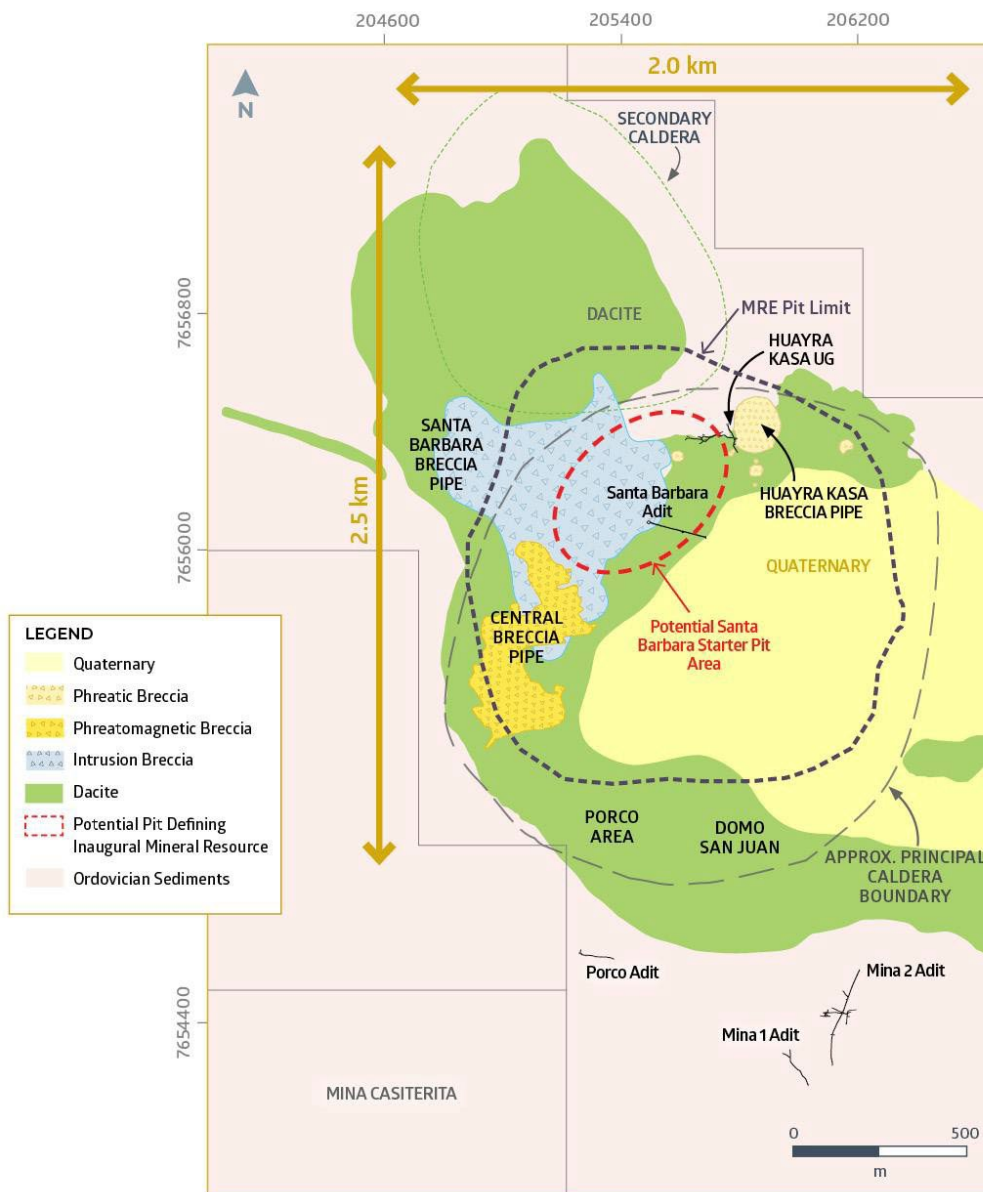 204600
205400
206200
2.0 km
N
SECONDARY
CALDERA
DACITE
MRE Pit Limit
7656800
HUAYRA
KASA UG
SANTA
BARBARA
BRECCIA
PIPE
Santa Barbara
Adit
HUAYRA KASA
BRECCIA PIPE
2.5 km
7656000
QUATERNARY
CENTRAL
BRECCIA
PIPE
Potential Santa
Barbara Starter Pit
Area
LEGEND
Quaternary
Phreatic Breccia
Phreatomagnetic Breccia
Intrusion Breccia
Dacite
Potential Pit Defining
Inaugural Mineral Resource
Ordovician Sediments
PORCO
AREA
DOMO
SAN JUAN
APPROX. PRINCIPAL
CALDERA
BOUNDARY
Porco Adit
Mina 2 Adit
7654400
Mina 1 Adit
MINA CASITERITA
0 500
m